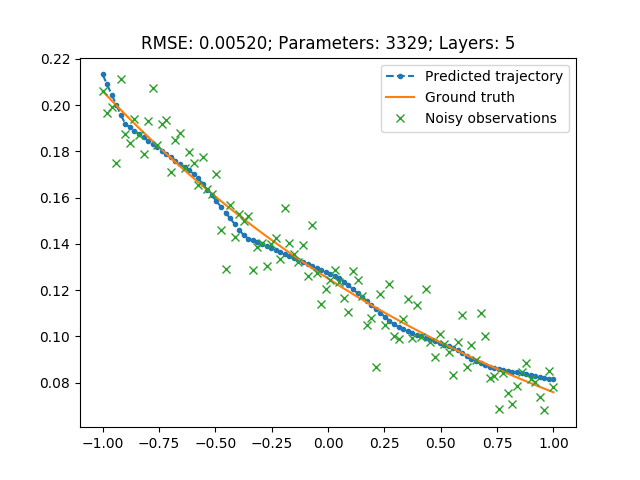 RMSE: 0.00520; Parameters: 3329; Layers: 5
Predicted trajectory
Ground truth
Noisy observations
0.22
0.20
0.18
0.16
0.14
0.12
0.10
0.08
−1.00 −0.75 −0.50 −0.25 0.00 0.25 0.50 0.75 1.00